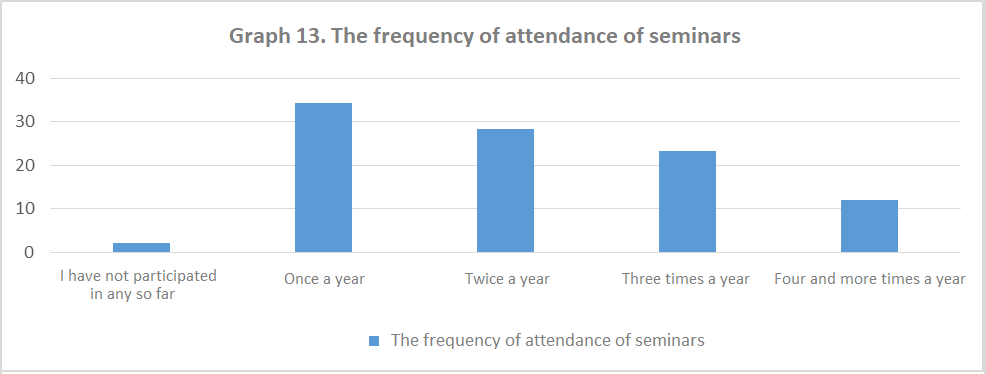 Graph 13. The frequency of attendance of seminars
40
30
20
10
0
I have not participated
in any so far
Once a year
Twice a year
Three times a year
Four and more times a year
The frequency of attendance of seminars